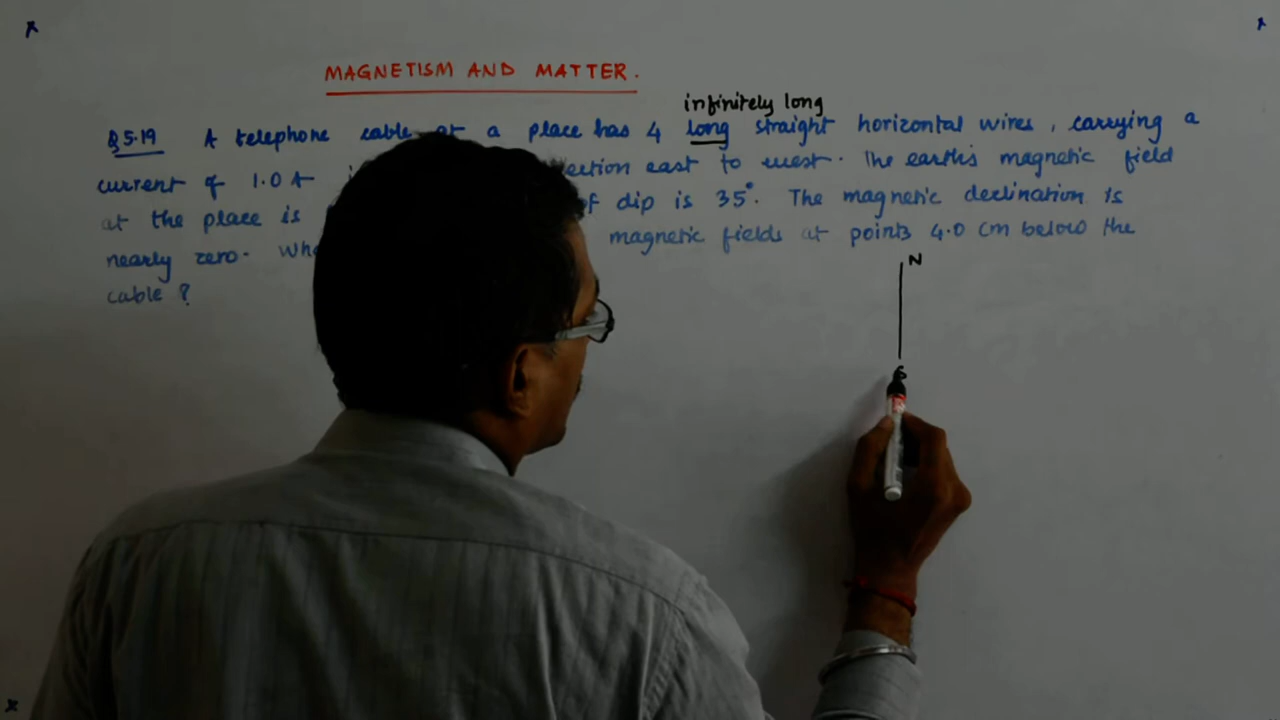 MAGNETISM AND MATTER.
infinitely long
Q5.19 A telephone cable at a place has 4 long straight horizontal wires, carrying a
current of 1.0 A east to west. The earth's magnetic field
at the place is of dip is 35°. The magnetic declination is
nearly zero. magnetic fields at points 4.0 cm below the
cable?
N
S